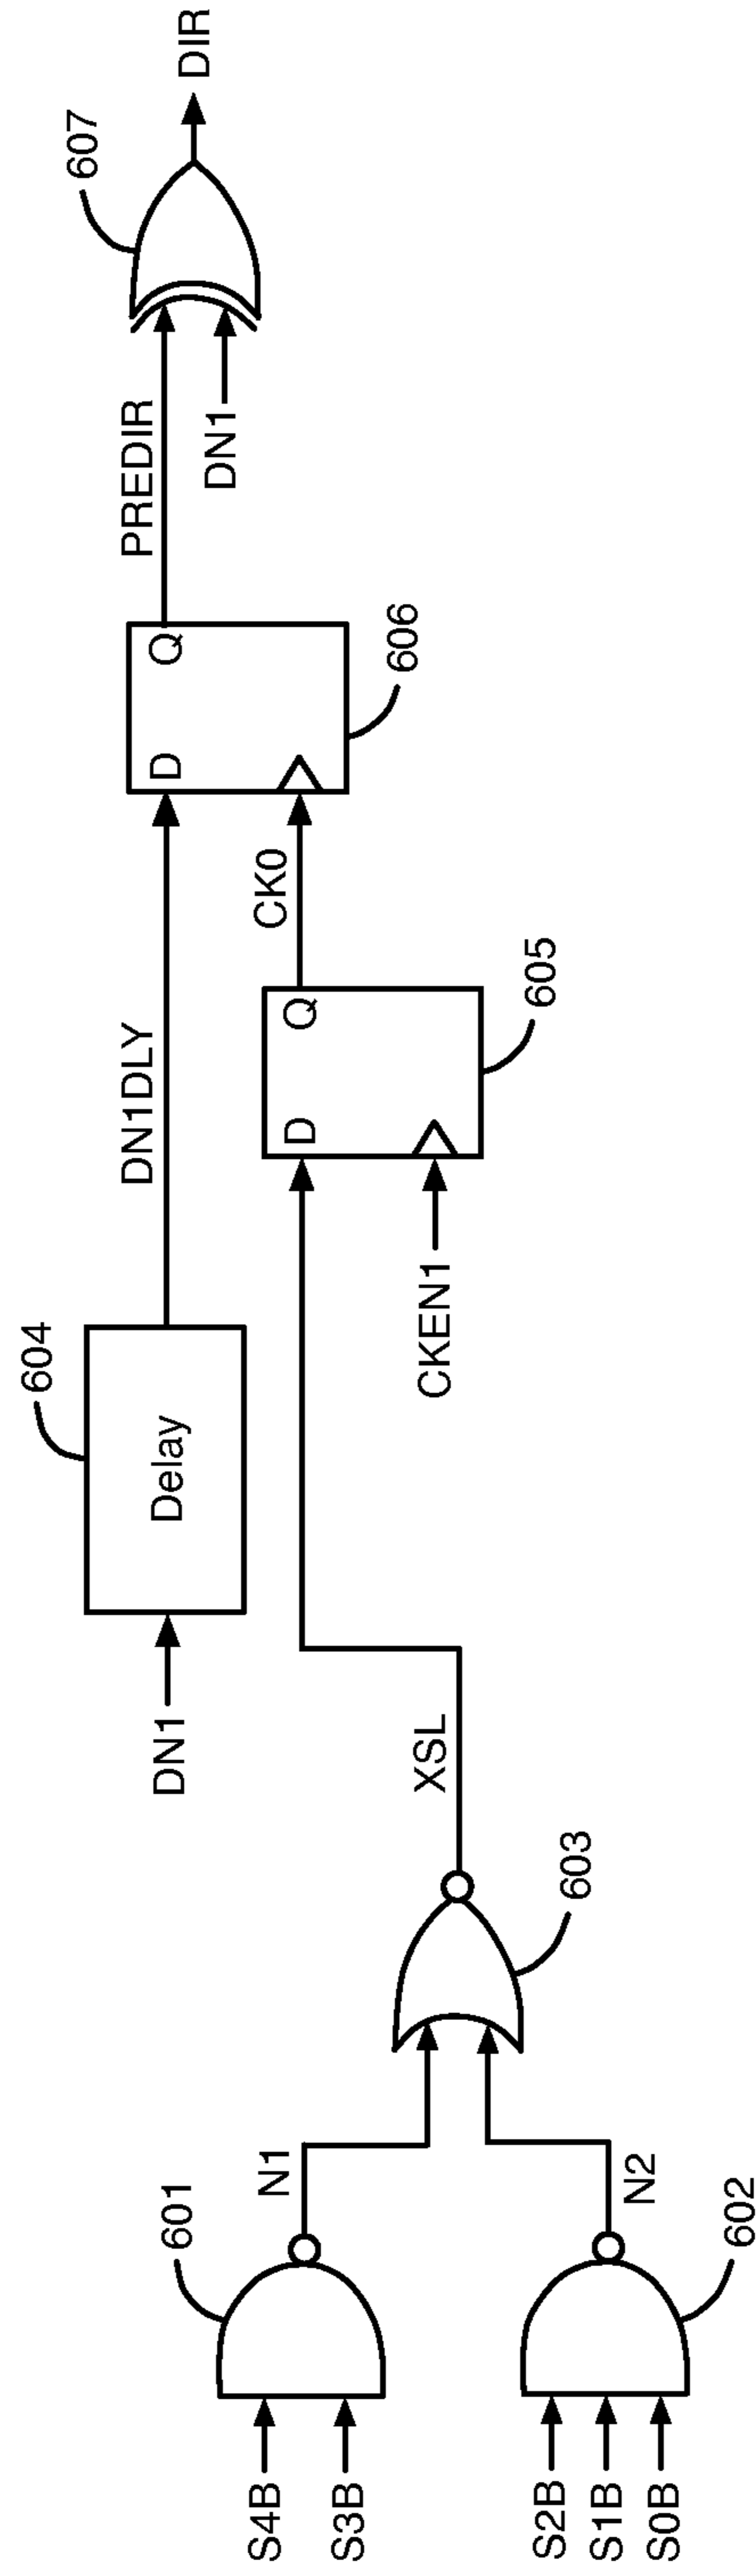 S4B
S3B
601
N1
S2B
S1B
S0B
602
N2
603
XSL
DN1
Delay
604
DN1DLY
CKEN1
D
Q
605
CK0
D
Q
606
PREDIR
DN1
607
DIR